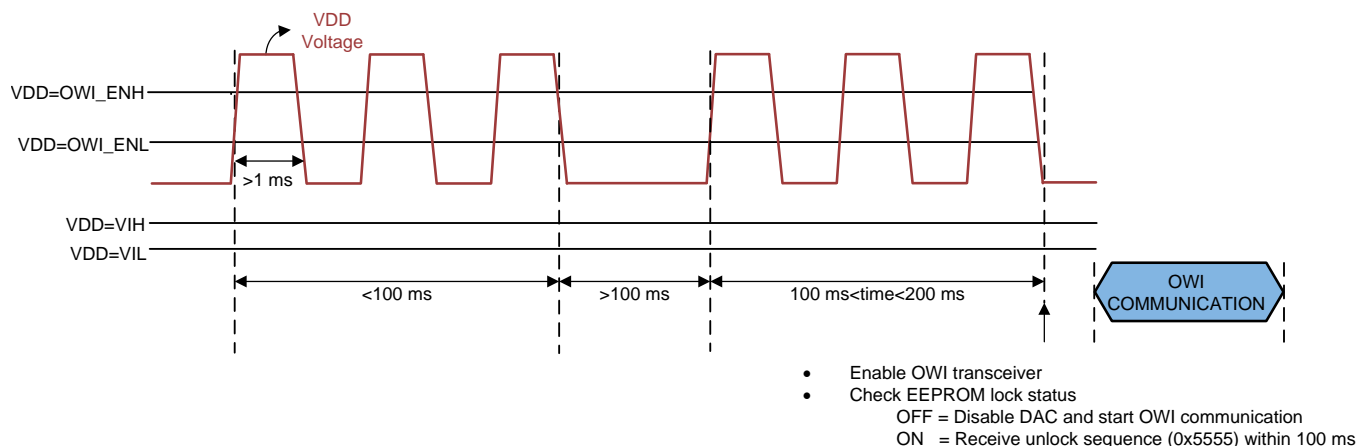 VDD
Voltage
VDD=OWI_ENH
VDD=OWI_ENL
>1 ms
VDD=VIH
VDD=VIL
<100 ms
>100 ms
100 ms<time<200 ms
OWI
COMMUNICATION
• Enable OWI transceiver
• Check EEPROM lock status
OFF = Disable DAC and start OWI communication
ON = Receive unlock sequence (0x5555) within 100 ms